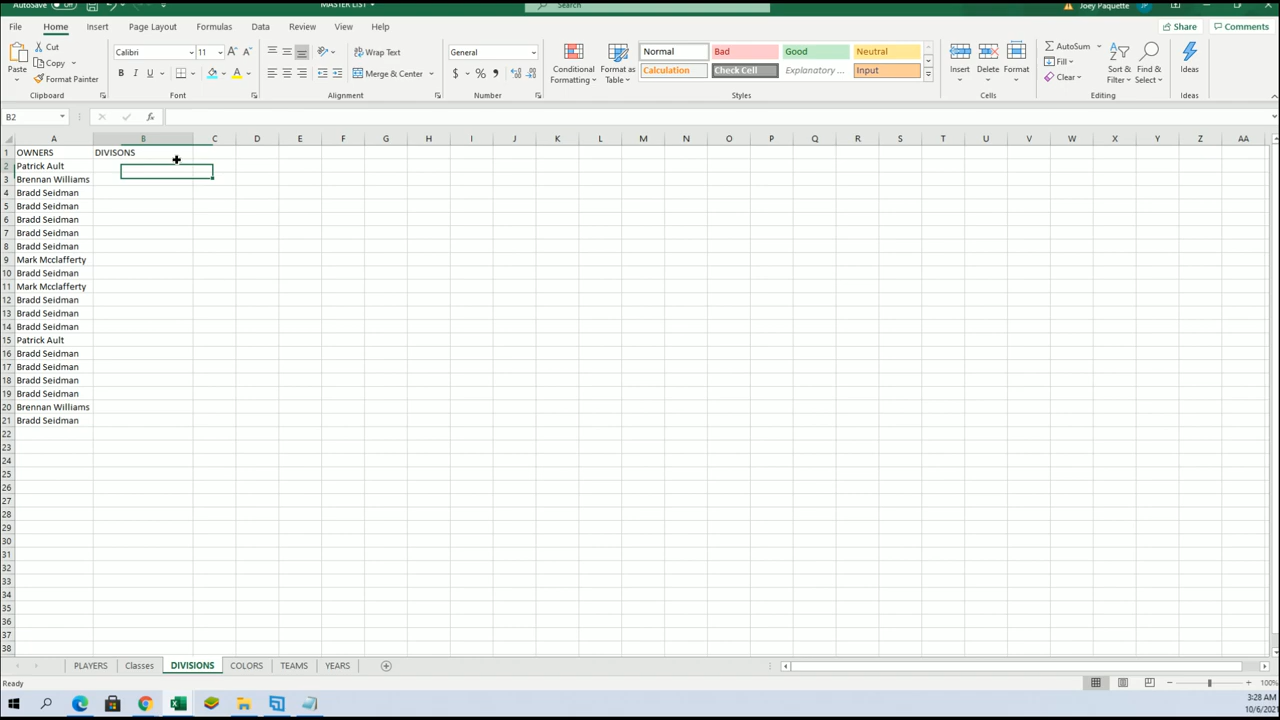 AutoSave Off MASTER LIST Search Joey Paquette JP
File Home Insert Page Layout Formulas Data Review View Help Share Comments
Cut Calibri 11 Wrap Text General Normal Bad Good Neutral AutoSum
Copy Fill
Paste Format Painter Merge & Center $ % Conditional Formatting Format as Table Calculation Check Cell Explanatory ... Input Insert Delete Format Clear Sort & Filter Find & Select Ideas
Clipboard Font Alignment Number Styles Cells Editing Ideas
B2 fx
A B C D E F G H I J K L M N O P Q R S T U V W X Y Z AA
1 OWNERS DIVISONS
2 Patrick Ault
3 Brennan Williams
4 Bradd Seidman
5 Bradd Seidman
6 Bradd Seidman
7 Bradd Seidman
8 Bradd Seidman
9 Mark Mcclafferty
10 Bradd Seidman
11 Mark Mcclafferty
12 Bradd Seidman
13 Bradd Seidman
14 Bradd Seidman
15 Patrick Ault
16 Bradd Seidman
17 Bradd Seidman
18 Bradd Seidman
19 Bradd Seidman
20 Brennan Williams
21 Bradd Seidman
22
23
24
25
26
27
28
29
30
31
32
33
34
35
36
37
38
PLAYERS Classes DIVISIONS COLORS TEAMS YEARS
Ready 100%
3:28 AM
10/6/2021